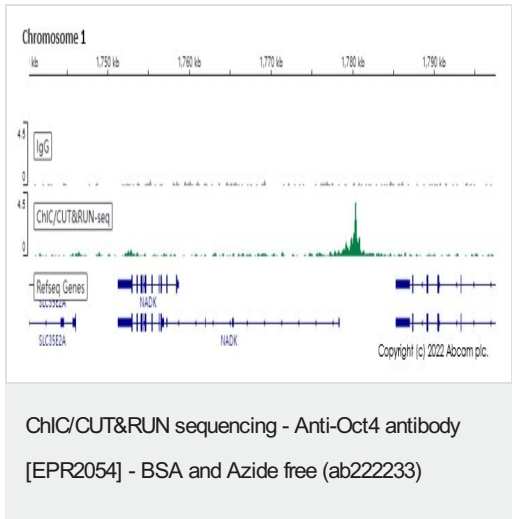 Chromosome 1
kb 1,750 kb 1,760 kb 1,770 kb 1,780 kb 1,790 kb
4.5
IgG
0
4.5
ChIC/CUT&RUN-seq
0
Refseq Genes
SLC35E2A NADK
SLC35E2A NADK
Copyright (c) 2022 Abcam plc.
ChIC/CUT&RUN sequencing - Anti-Oct4 antibody
[EPR2054] - BSA and Azide free (ab222233)